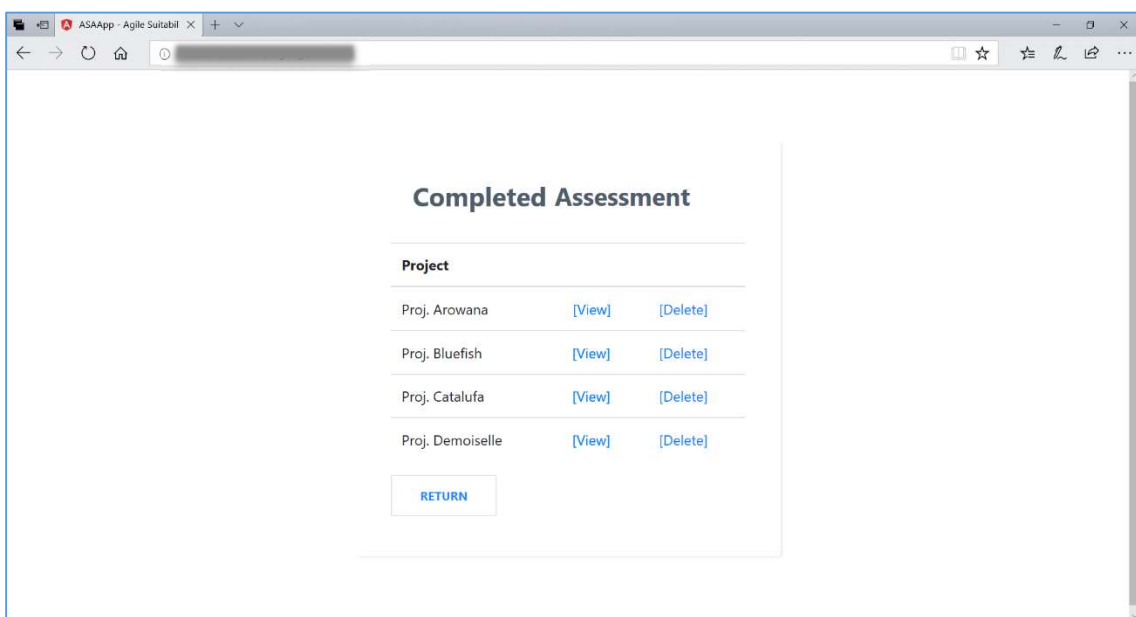 ASAApp - Agile Suitabil
Completed Assessment
Project
Proj. Arowana [View] [Delete]
Proj. Bluefish [View] [Delete]
Proj. Catalufa [View] [Delete]
Proj. Demoiselle [View] [Delete]
RETURN